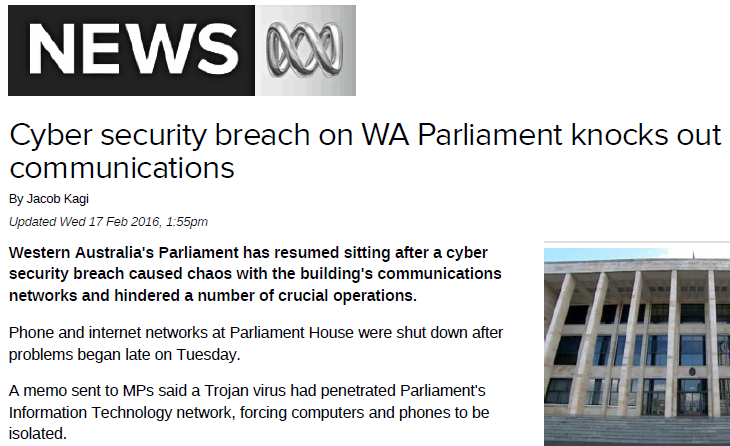 NEWS
Cyber security breach on WA Parliament knocks out
communications
By Jacob Kagi
Updated Wed 17 Feb 2016, 1:55pm
Western Australia's Parliament has resumed sitting after a cyber
security breach caused chaos with the building's communications
networks and hindered a number of crucial operations.
Phone and internet networks at Parliament House were shut down after
problems began late on Tuesday.
A memo sent to MPs said a Trojan virus had penetrated Parliament's
Information Technology network, forcing computers and phones to be
isolated.